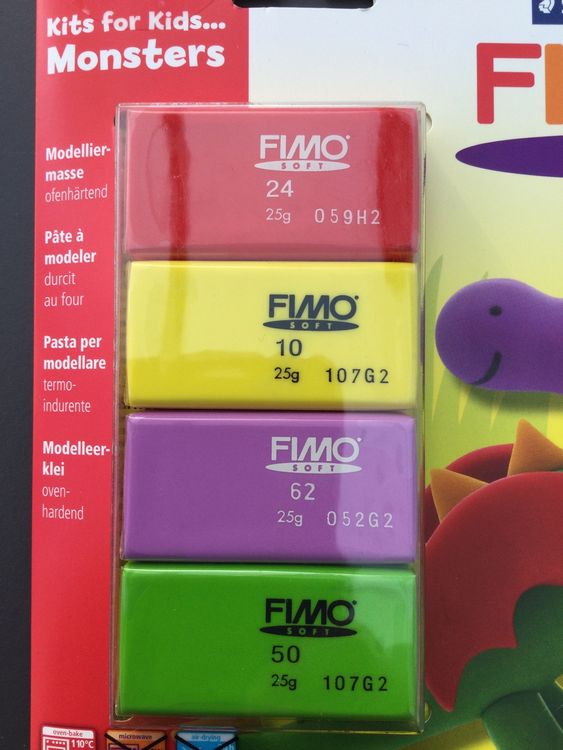 Kits for Kids...
Monsters
Modellier-
masse
ofenhärtend
Pâte à
modeler
durcit
au four
Pasta per
modellare
termo-
indurente
Modelleer-
klei
oven-
hardend
FIMO
SOFT
24
25g 059H2
FIMO
SOFT
10
25g 107G2
FIMO
SOFT
62
25g 052G2
FIMO
SOFT
50
25g 107G2
oven-bake
110°C
microwave
air-drying